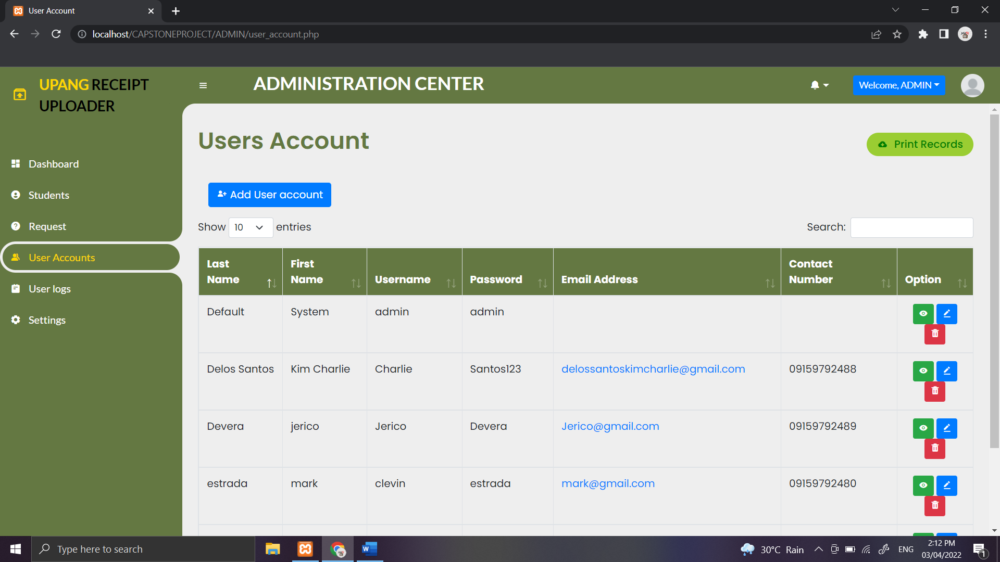 User Account
localhost/CAPSTONEPROJECT/ADMIN/user_account.php
UPANG RECEIPT
UPLOADER
ADMINISTRATION CENTER
Welcome, ADMIN
Dashboard
Students
Request
User Accounts
User logs
Settings
Users Account
Print Records
Add User account
Show 10 entries
Search:
Last Name First Name Username Password Email Address Contact Number Option
Default System admin admin
Delos Santos Kim Charlie Charlie Santos123 delossantoskimcharlie@gmail.com 09159792488
Devera jerico Jerico Devera Jerico@gmail.com 09159792489
estrada mark clevin estrada mark@gmail.com 09159792480
Type here to search
30°C Rain
ENG
2:12 PM
03/04/2022
1